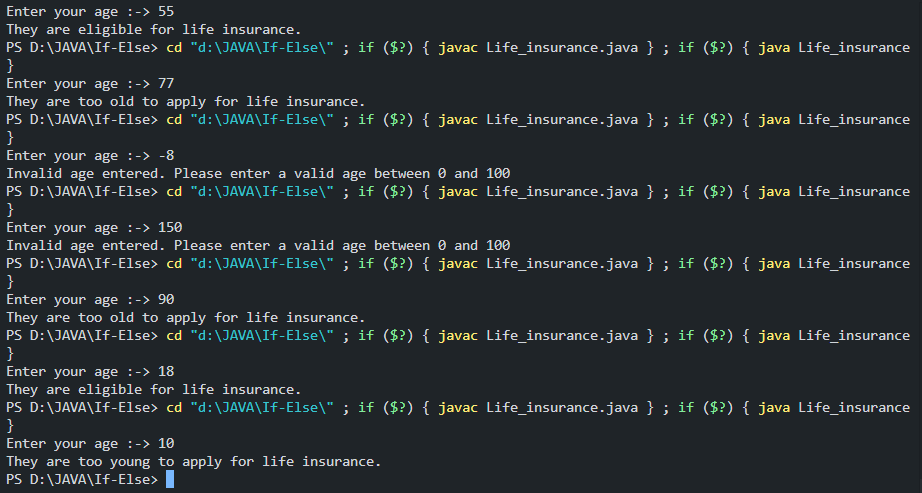 Enter your age :-> 55
They are eligible for life insurance.
PS D:\JAVA\If-Else> cd "d:\JAVA\If-Else\" ; if ($?) { javac Life_insurance.java } ; if ($?) { java Life_insurance
}
Enter your age :-> 77
They are too old to apply for life insurance.
PS D:\JAVA\If-Else> cd "d:\JAVA\If-Else\" ; if ($?) { javac Life_insurance.java } ; if ($?) { java Life_insurance
}
Enter your age :-> -8
Invalid age entered. Please enter a valid age between 0 and 100
PS D:\JAVA\If-Else> cd "d:\JAVA\If-Else\" ; if ($?) { javac Life_insurance.java } ; if ($?) { java Life_insurance
}
Enter your age :-> 150
Invalid age entered. Please enter a valid age between 0 and 100
PS D:\JAVA\If-Else> cd "d:\JAVA\If-Else\" ; if ($?) { javac Life_insurance.java } ; if ($?) { java Life_insurance
}
Enter your age :-> 90
They are too old to apply for life insurance.
PS D:\JAVA\If-Else> cd "d:\JAVA\If-Else\" ; if ($?) { javac Life_insurance.java } ; if ($?) { java Life_insurance
}
Enter your age :-> 18
They are eligible for life insurance.
PS D:\JAVA\If-Else> cd "d:\JAVA\If-Else\" ; if ($?) { javac Life_insurance.java } ; if ($?) { java Life_insurance
}
Enter your age :-> 10
They are too young to apply for life insurance.
PS D:\JAVA\If-Else>